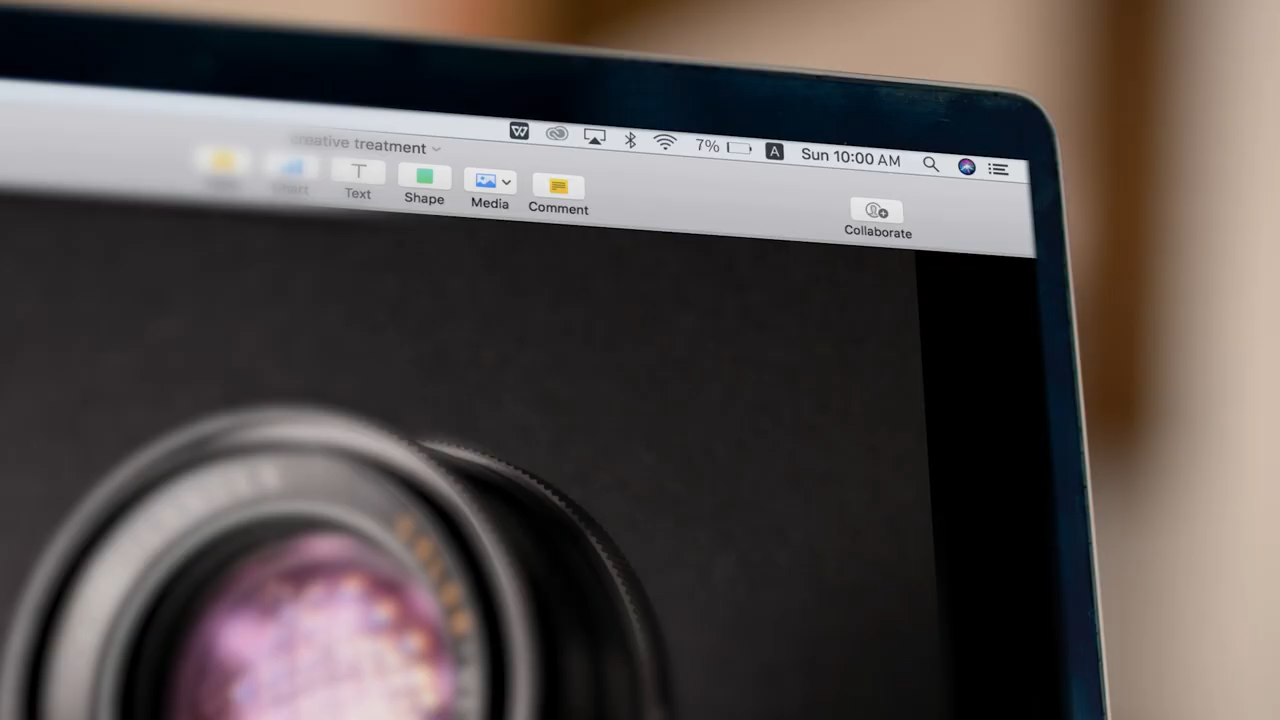 7% A Sun 10:00 AM
creative treatment
Text Shape Media Comment Collaborate